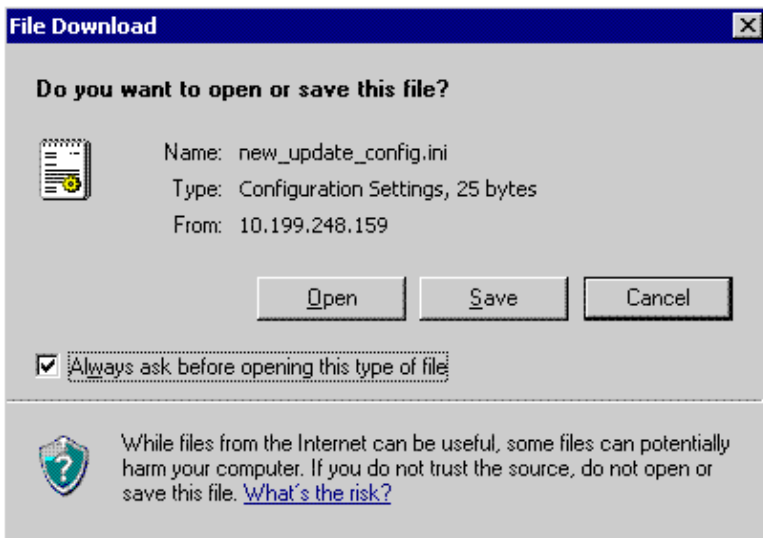 File Download
Do you want to open or save this file?
Name: new_update_config.ini
Type: Configuration Settings, 25 bytes
From: 10.199.248.159
Open Save Cancel
Always ask before opening this type of file
While files from the Internet can be useful, some files can potentially
harm your computer. If you do not trust the source, do not open or
save this file. What's the risk?